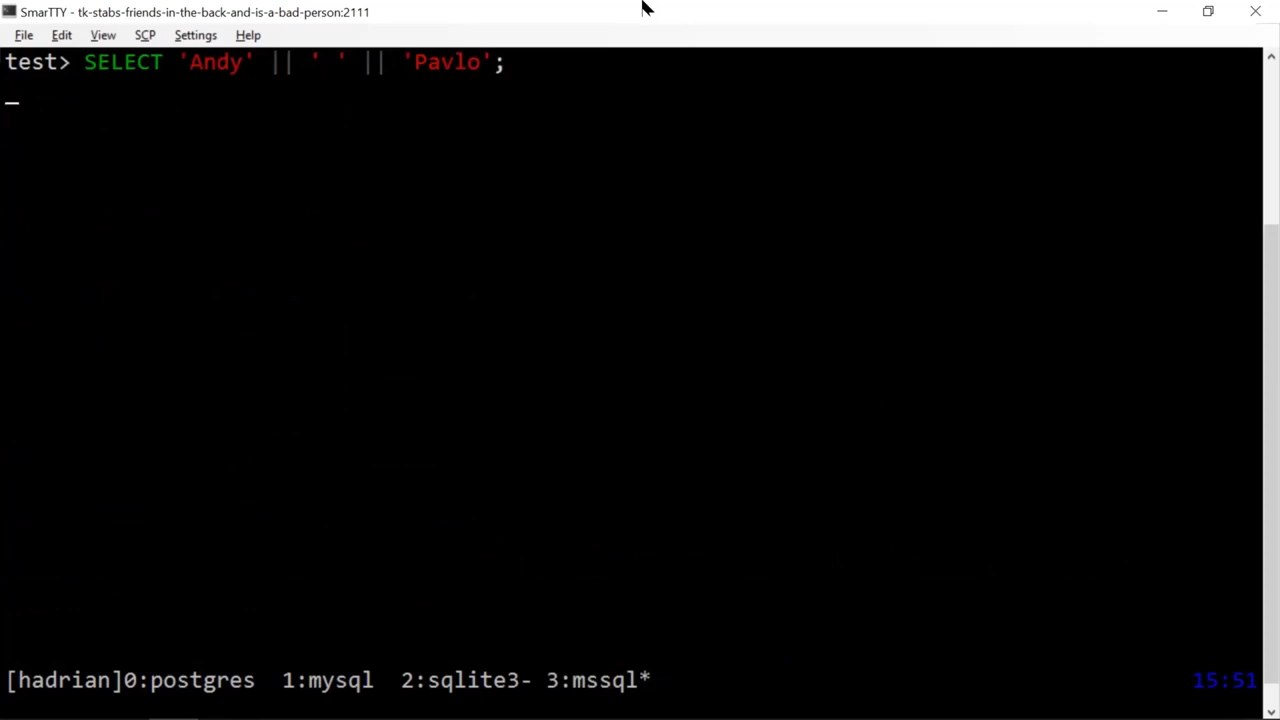 SmarTTY - tk-stabs-friends-in-the-back-and-is-a-bad-person:2111
File Edit View SCP Settings Help
test> SELECT 'Andy' || ' ' || 'Pavlo';
[hadrian]0:postgres 1:mysql 2:sqlite3- 3:mssql* 15:51